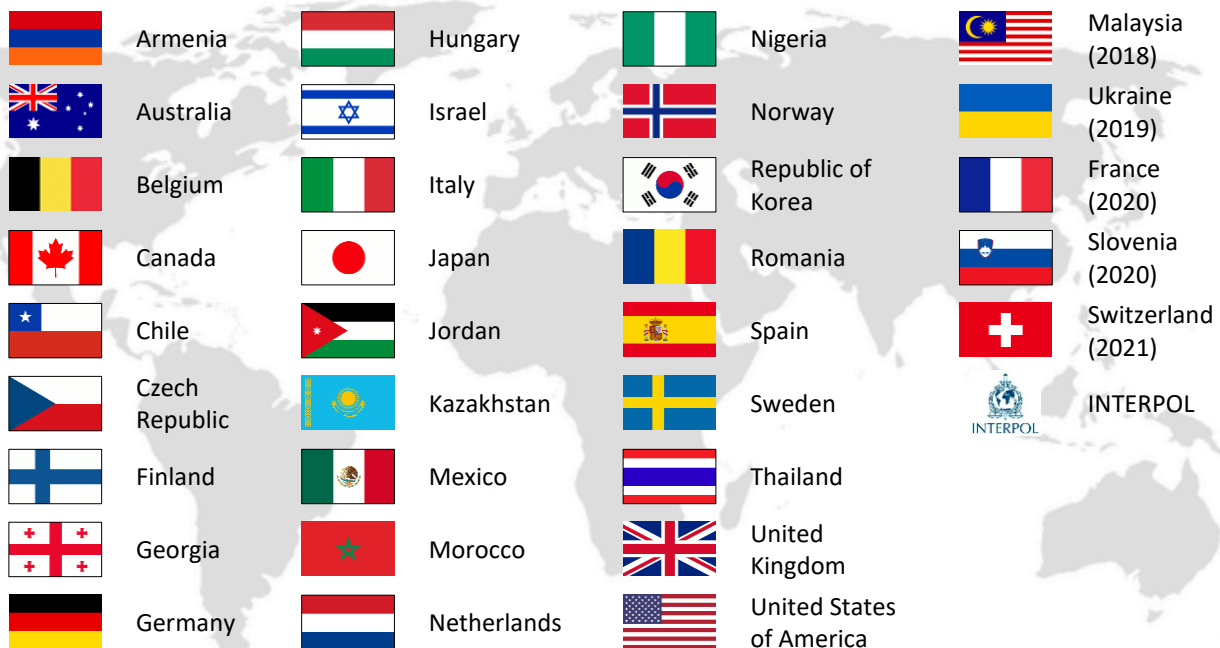 Armenia
Australia
Belgium
Canada
Chile
Czech
Republic
Finland
Georgia
Germany
Hungary
Israel
Italy
Japan
Jordan
Kazakhstan
Mexico
Morocco
Netherlands
Nigeria
Norway
Republic of
Korea
Romania
Spain
Sweden
Thailand
United
Kingdom
United States
of America
Malaysia
(2018)
Ukraine
(2019)
France
(2020)
Slovenia
(2020)
Switzerland
(2021)
INTERPOL
INTERPOL